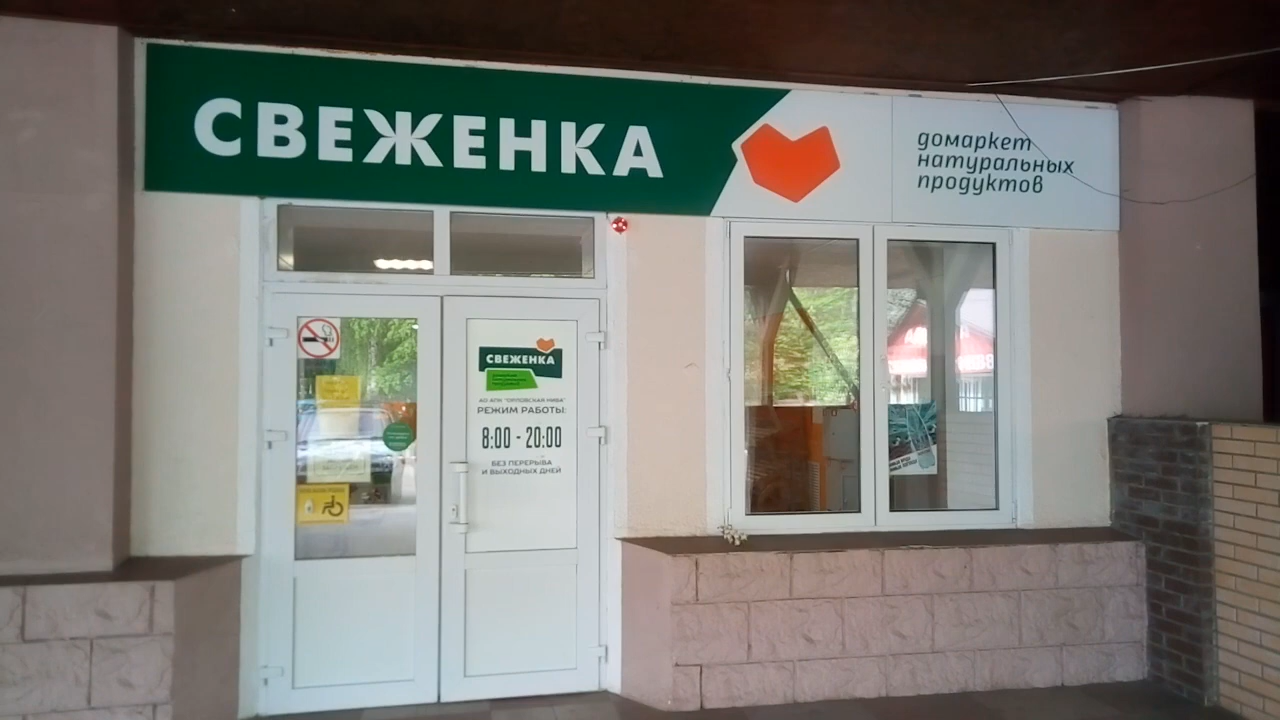 СВЕЖЕНКА
домаркет
натуральных
продуктов
СВЕЖЕНКА
АО АПК "ОРЛОВСКАЯ НИВА"
РЕЖИМ РАБОТЫ:
8:00 - 20:00
БЕЗ ПЕРЕРЫВА
И ВЫХОДНЫХ ДНЕЙ